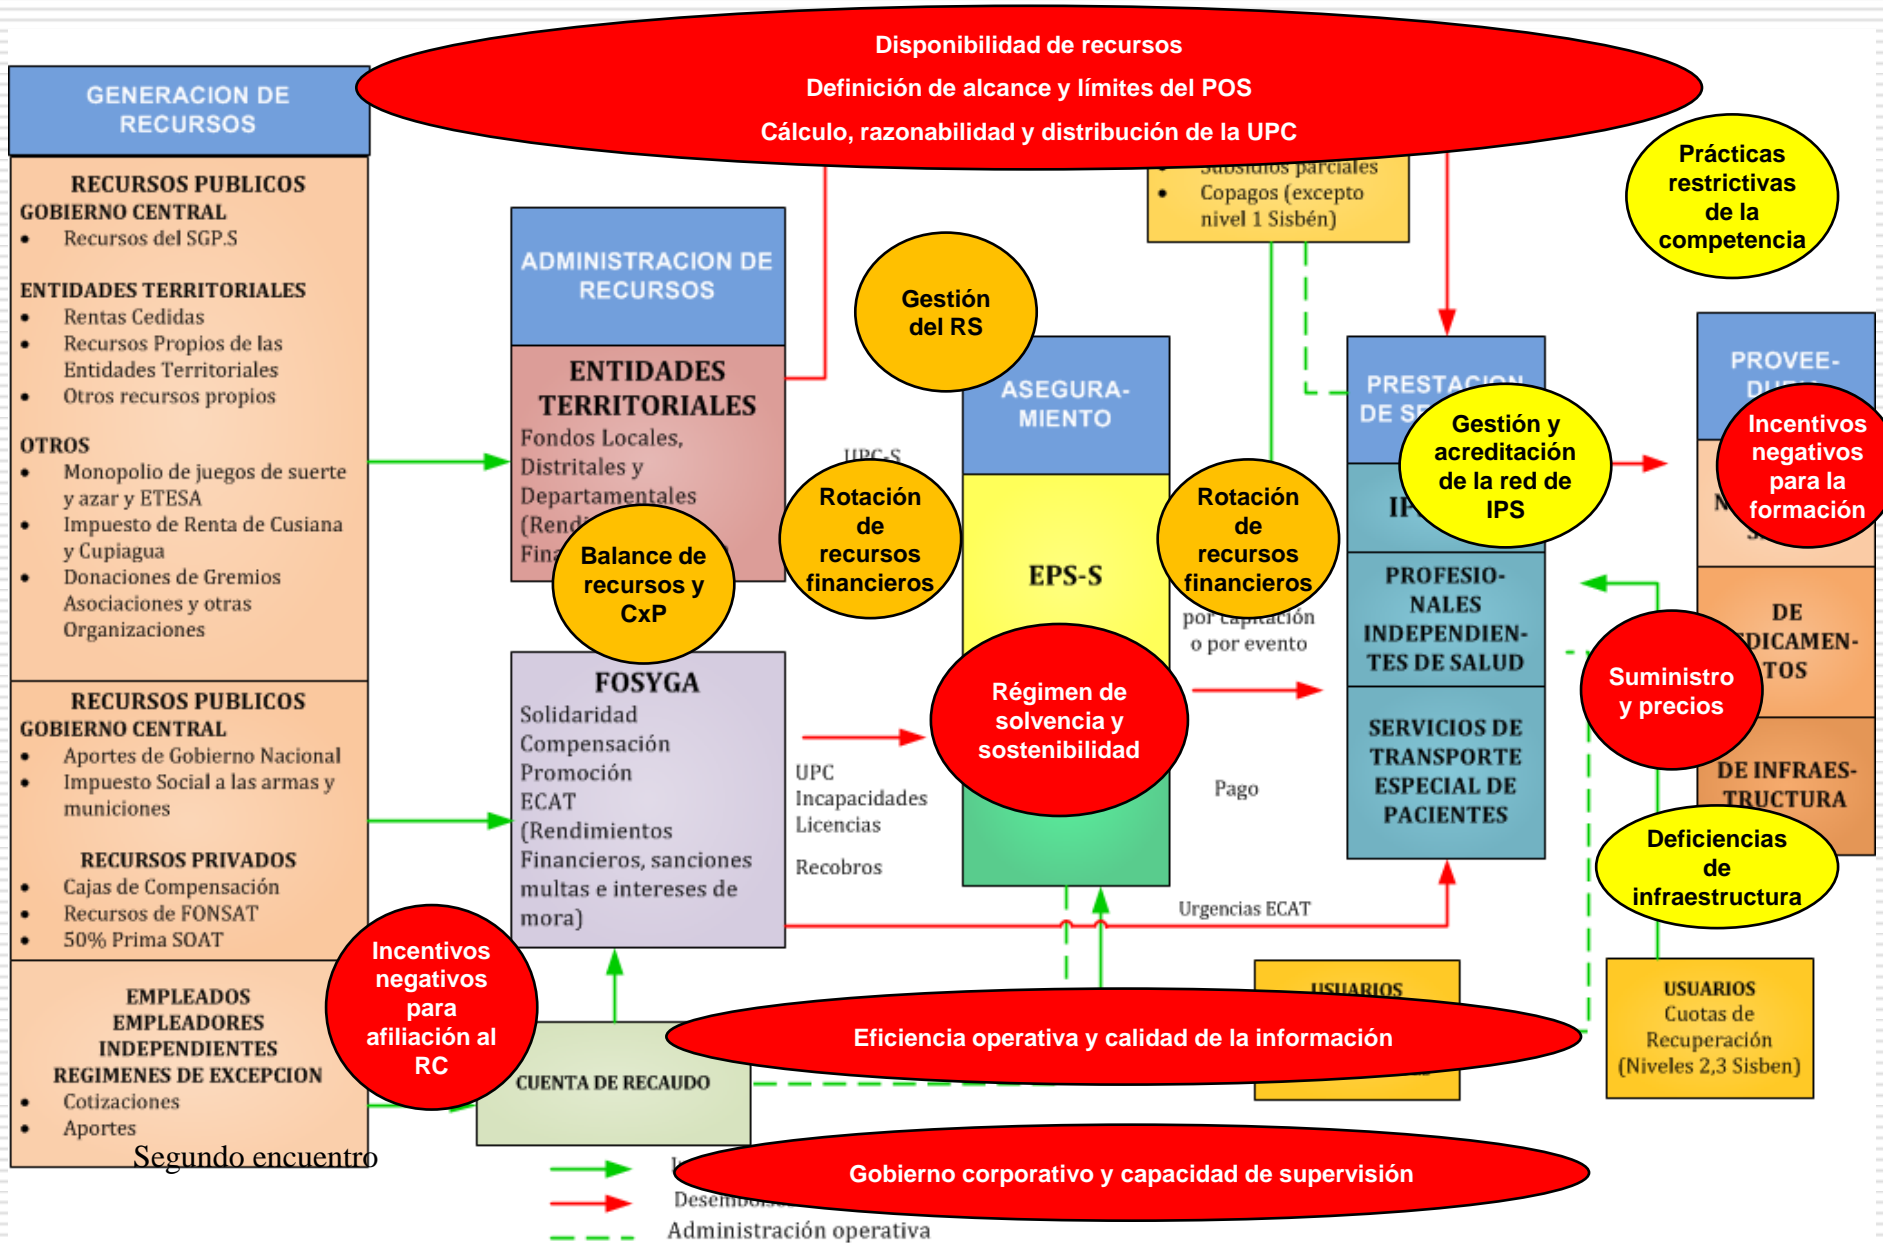 Disponibilidad de recursos
Definición de alcance y límites del POS
Cálculo, razonabilidad y distribución de la UPC
GENERACION DE
RECURSOS
RECURSOS PUBLICOS
GOBIERNO CENTRAL
• Recursos del SGP.S
ENTIDADES TERRITORIALES
• Rentas Cedidas
• Recursos Propios de las
Entidades Territoriales
• Otros recursos propios
OTROS
• Monopolio de juegos de suerte
y azar y ETESA
• Impuesto de Renta de Cusiana
y Cupiagua
• Donaciones de Gremios
Asociaciones y otras
Organizaciones
RECURSOS PUBLICOS
GOBIERNO CENTRAL
• Aportes de Gobierno Nacional
• Impuesto Social a las armas y
municiones
RECURSOS PRIVADOS
• Cajas de Compensación
• Recursos de FONSAT
• 50% Prima SOAT
EMPLEADOS
EMPLEADORES
INDEPENDIENTES
REGIMENES DE EXCEPCION
• Cotizaciones
• Aportes
Segundo encuentro
ADMINISTRACION DE
RECURSOS
ENTIDADES
TERRITORIALES
Fondos Locales,
Distritales y
Departamentales
Balance de
recursos y
CxP
FOSYGA
Solidaridad
Compensación
Promoción
ECAT
(Rendimientos
Financieros, sanciones
multas e intereses de
mora)
Incentivos
negativos
para
afiliación al
RC
CUENTA DE RECAUDO
UPC-S
Rotación
de
recursos
financieros
UPC
Incapacidades
Licencias
Recobros
Gestión
del RS
ASEGURA-
MIENTO
EPS-S
Régimen de
solvencia y
sostenibilidad
Subsidios parciales
• Copagos (excepto
nivel 1 Sisbén)
Rotación
de
recursos
financieros
por capitación
o por evento
Pago
Urgencias ECAT
PRESTACION
Gestión y
acreditación
de la red de
IPS
PROFESIO-
NALES
INDEPENDIEN-
TES DE SALUD
SERVICIOS DE
TRANSPORTE
ESPECIAL DE
PACIENTES
Prácticas
restrictivas
de la
competencia
PROVEE-
Incentivos
negativos
para la
formación
DE
Suministro
y precios
DE INFRAES-
TRUCTURA
Deficiencias
de
infraestructura
USUARIOS
USUARIOS
Cuotas de
Recuperación
(Niveles 2,3 Sisben)
Eficiencia operativa y calidad de la información
Gobierno corporativo y capacidad de supervisión
Administración operativa